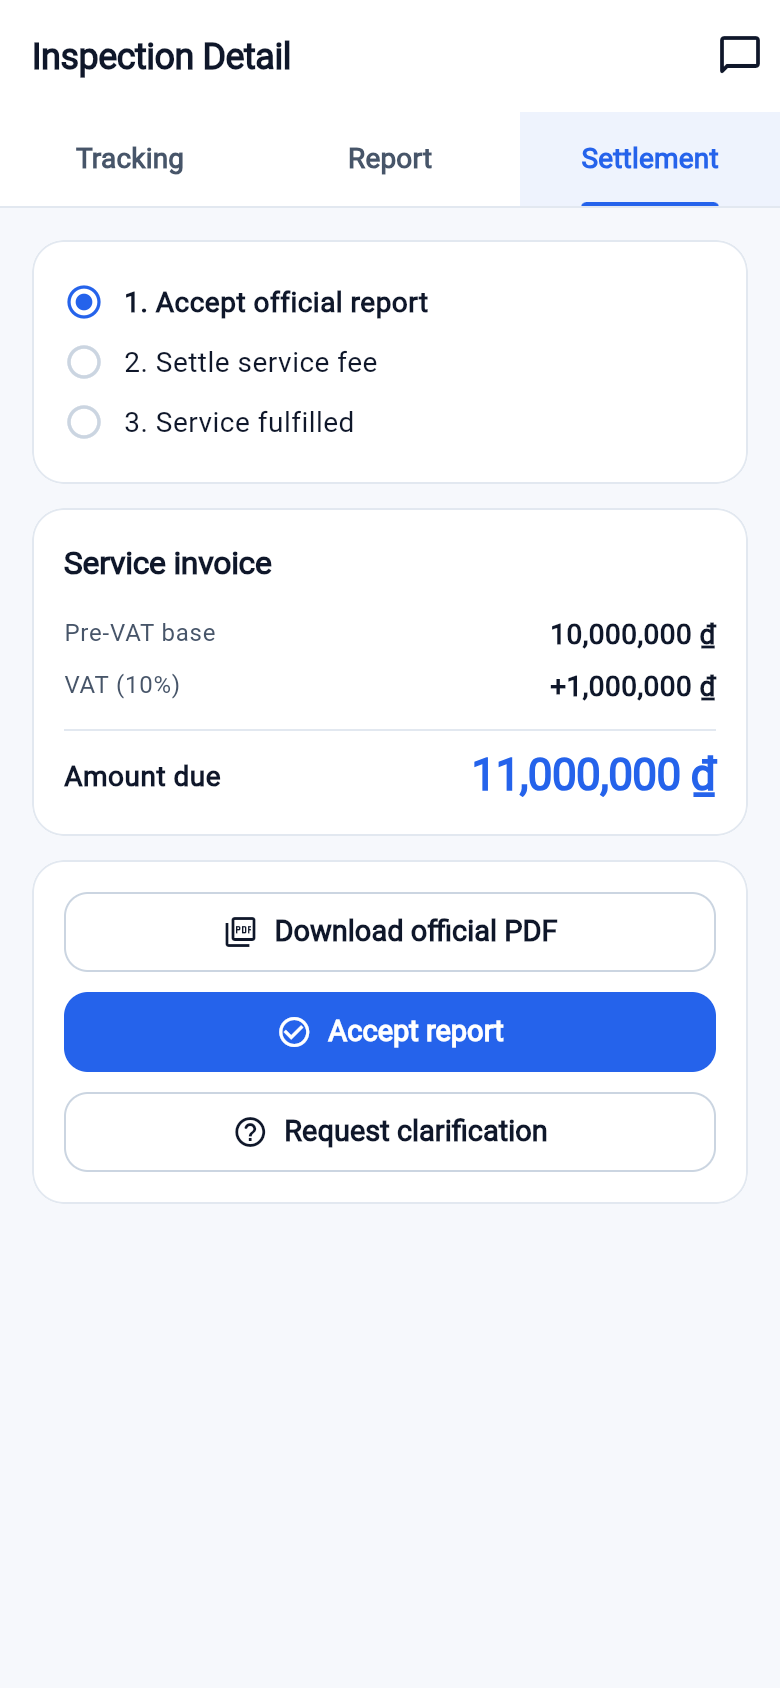 Inspection Detail
Tracking
Report
Settlement
1. Accept official report
2. Settle service fee
3. Service fulfilled
Service invoice
Pre-VAT base
10,000,000 ₫
VAT (10%)
+1,000,000 ₫
Amount due
11,000,000 ₫
PDF
Download official PDF
Accept report
Request clarification